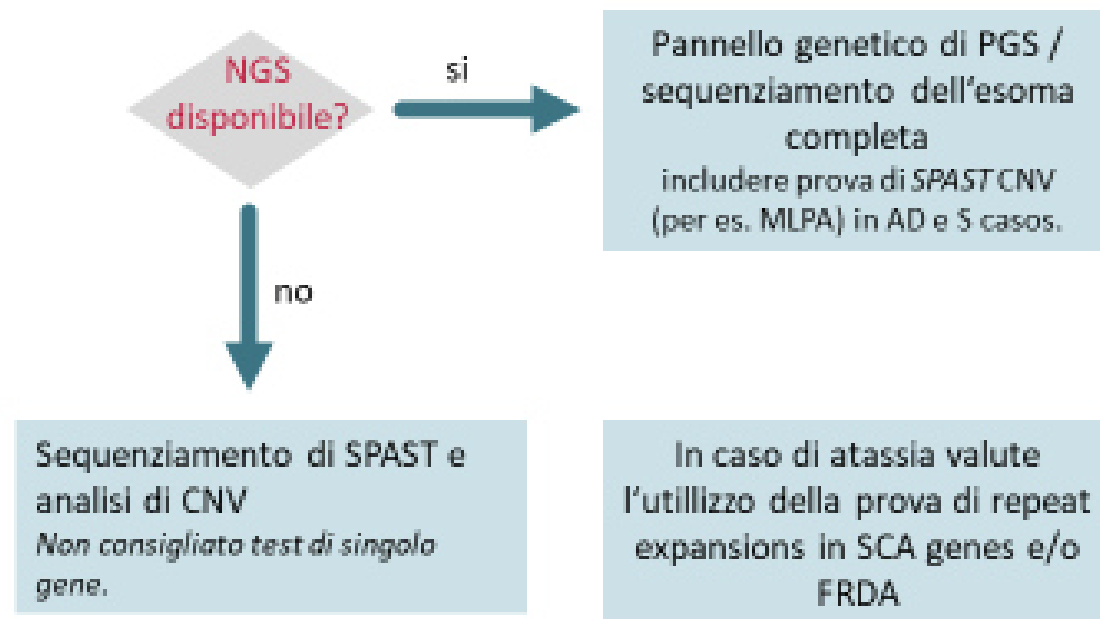 NGS
disponibile?
si
Pannello genetico di PGS /
sequenziamento dell'esoma
completa
includere prova di SPAST CNV
(per es. MLPA) in AD e S casos.
no
Sequenziamento di SPAST e
analisi di CNV
Non consigliato test di singolo
gene.
In caso di atassia valute
l'utillizzo della prova di repeat
expansions in SCA genes e/o
FRDA